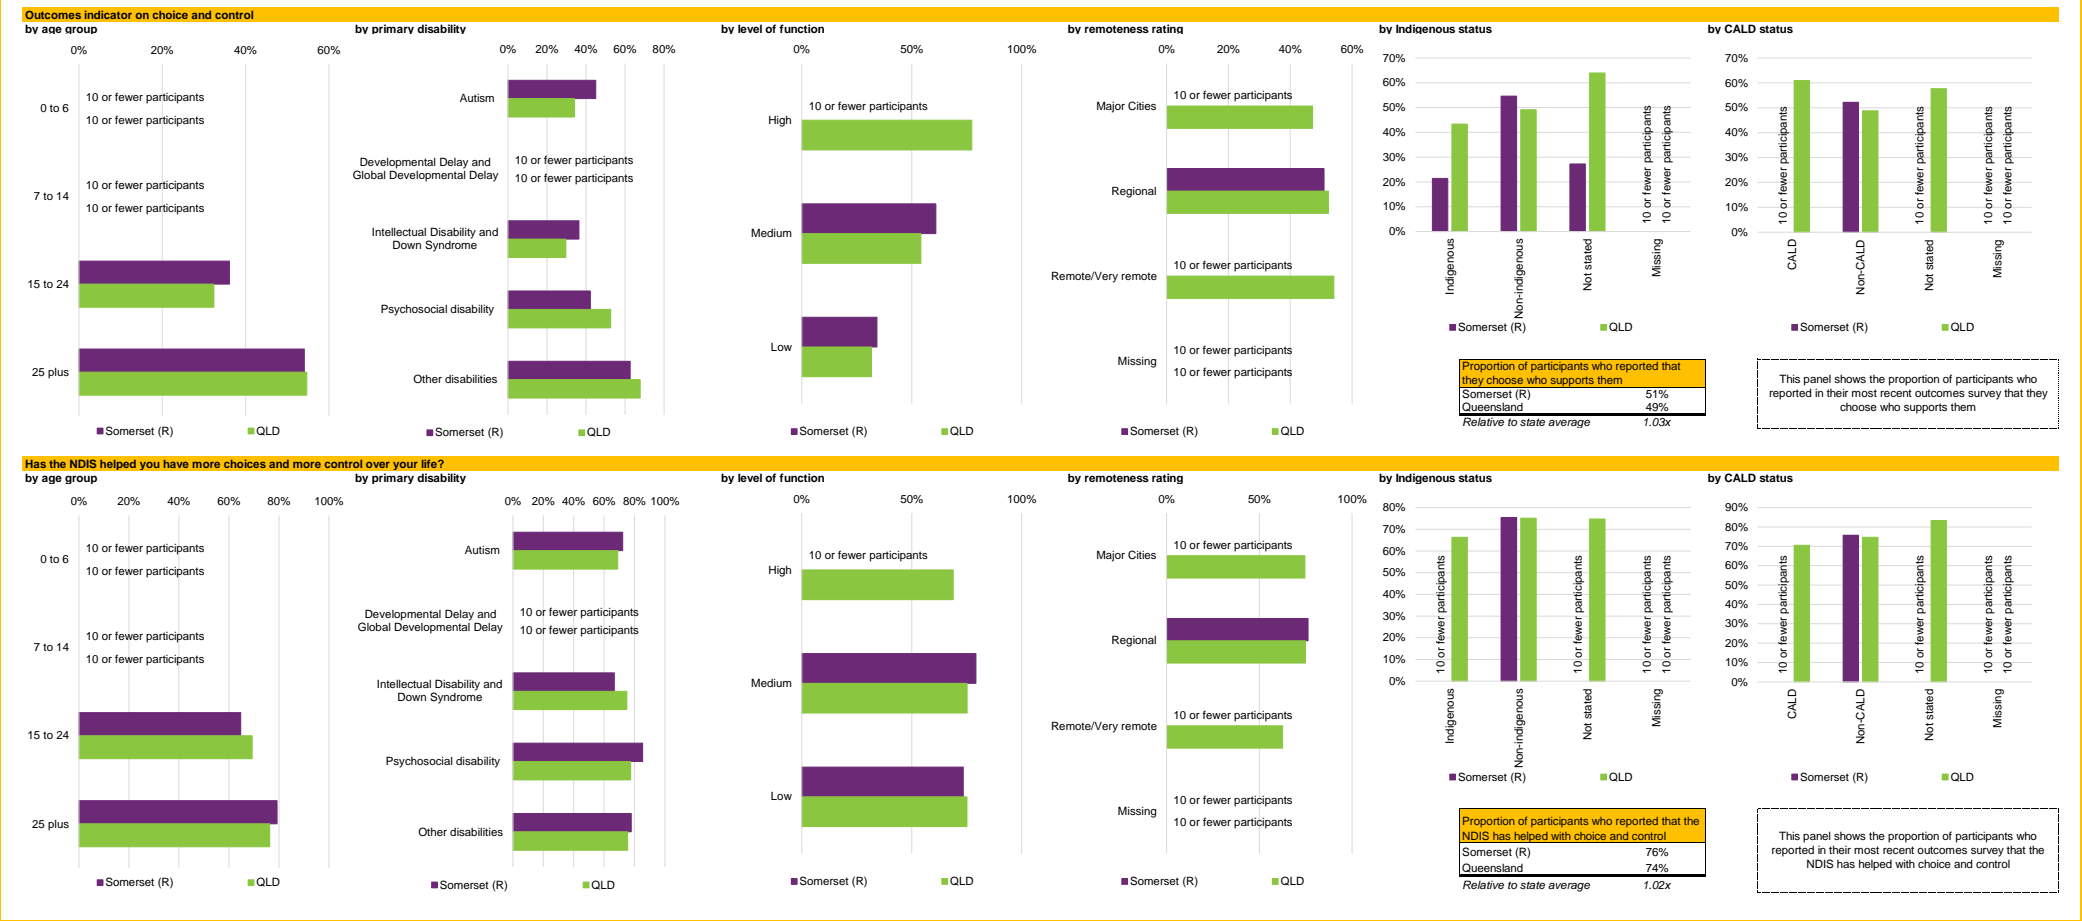 Outcomes indicator on choice and control
by age group
0% 20% 40% 60%
0 to 6
10 or fewer participants
10 or fewer participants
7 to 14
10 or fewer participants
10 or fewer participants
15 to 24
25 plus
Somerset (R) QLD
by primary disability
0% 20% 40% 60% 80%
Autism
Developmental Delay and
Global Developmental Delay
10 or fewer participants
10 or fewer participants
Intellectual Disability and
Down Syndrome
Psychosocial disability
Other disabilities
Somerset (R) QLD
by level of function
0% 50% 100%
High
10 or fewer participants
Medium
Low
Somerset (R) QLD
by remoteness rating
0% 20% 40% 60%
Major Cities
10 or fewer participants
Regional
Remote/Very remote
10 or fewer participants
Missing
10 or fewer participants
10 or fewer participants
Somerset (R) QLD
by Indigenous status
70%
60%
50%
40%
30%
20%
10%
0%
10 or fewer participants
10 or fewer participants
Indigenous
Non-indigenous
Not stated
Missing
Somerset (R) QLD
Proportion of participants who reported that
they choose who supports them
Somerset (R) 51%
Queensland 49%
Relative to state average 1.03x
by CALD status
70%
60%
50%
40%
30%
20%
10%
0%
10 or fewer participants
10 or fewer participants
10 or fewer participants
10 or fewer participants
CALD
Non-CALD
Not stated
Missing
Somerset (R) QLD
This panel shows the proportion of participants who
reported in their most recent outcomes survey that they
choose who supports them
Has the NDIS helped you have more choices and more control over your life?
by age group
0% 20% 40% 60% 80% 100%
0 to 6
10 or fewer participants
10 or fewer participants
7 to 14
10 or fewer participants
10 or fewer participants
15 to 24
25 plus
Somerset (R) QLD
by primary disability
0% 20% 40% 60% 80% 100%
Autism
Developmental Delay and
Global Developmental Delay
10 or fewer participants
10 or fewer participants
Intellectual Disability and
Down Syndrome
Psychosocial disability
Other disabilities
Somerset (R) QLD
by level of function
0% 50% 100%
High
10 or fewer participants
Medium
Low
Somerset (R) QLD
by remoteness rating
0% 50% 100%
Major Cities
10 or fewer participants
Regional
Remote/Very remote
10 or fewer participants
Missing
10 or fewer participants
10 or fewer participants
Somerset (R) QLD
by Indigenous status
80%
70%
60%
50%
40%
30%
20%
10%
0%
10 or fewer participants
10 or fewer participants
10 or fewer participants
10 or fewer participants
Indigenous
Non-indigenous
Not stated
Missing
Somerset (R) QLD
Proportion of participants who reported that the
NDIS has helped with choice and control
Somerset (R) 76%
Queensland 74%
Relative to state average 1.02x
by CALD status
90%
80%
70%
60%
50%
40%
30%
20%
10%
0%
10 or fewer participants
10 or fewer participants
10 or fewer participants
10 or fewer participants
CALD
Non-CALD
Not stated
Missing
Somerset (R) QLD
This panel shows the proportion of participants who
reported in their most recent outcomes survey that the
NDIS has helped with choice and control